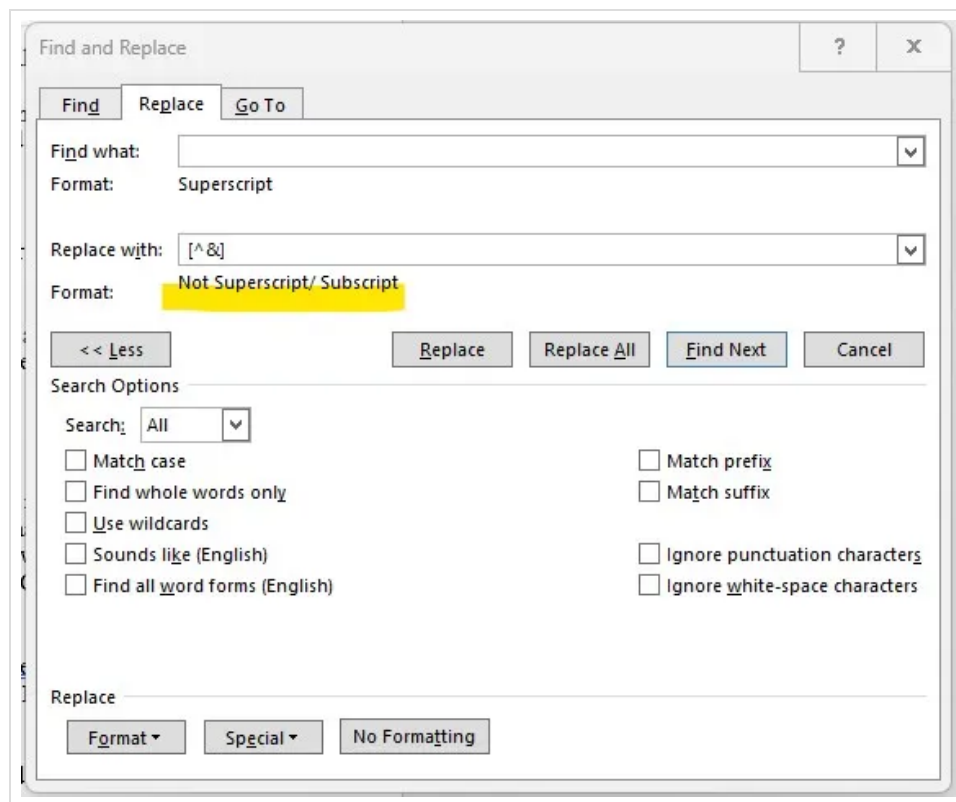 Find and Replace ? X
Find Replace Go To
Find what:
Format: Superscript
Replace with: [^&]
Format: Not Superscript/ Subscript
<< Less Replace Replace All Find Next Cancel
Search Options
Search: All
Match case Match prefix
Find whole words only Match suffix
Use wildcards
Sounds like (English) Ignore punctuation characters
Find all word forms (English) Ignore white-space characters
Replace
Format Special No Formatting